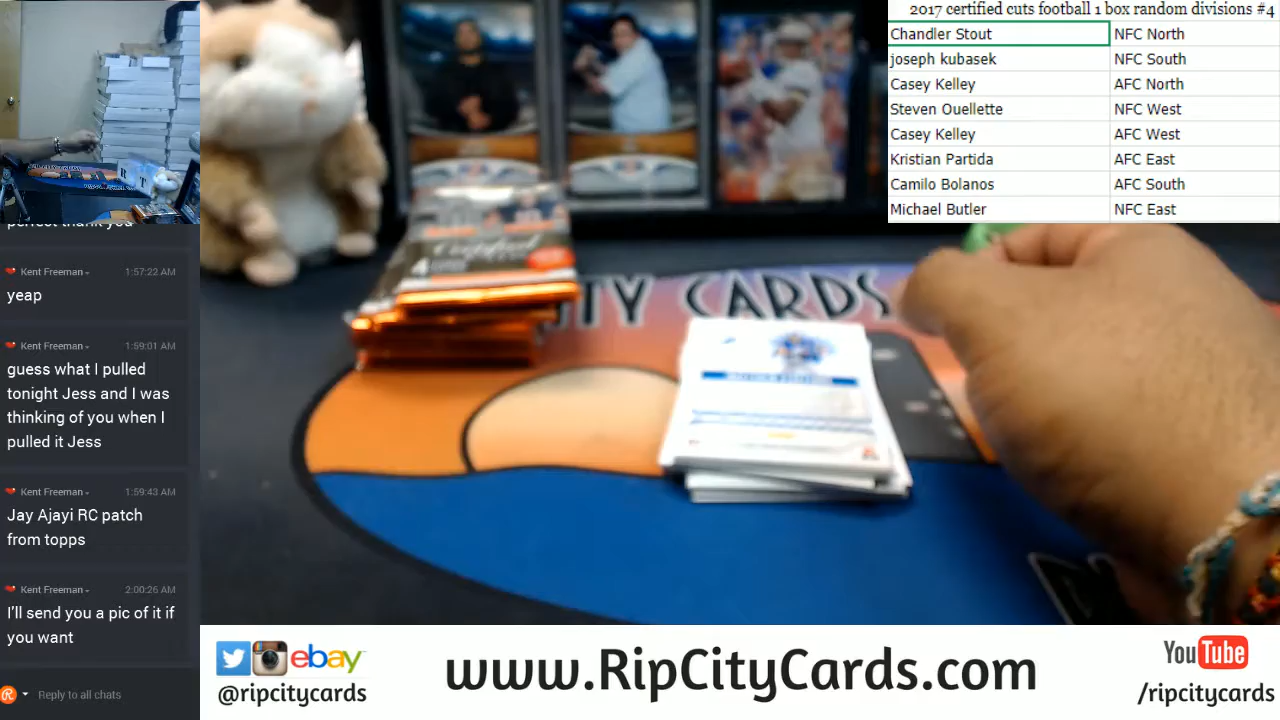 2017 certified cuts football 1 box random divisions #4
Chandler Stout NFC North
joseph kubasek NFC South
Casey Kelley AFC North
Steven Ouellette NFC West
Casey Kelley AFC West
Kristian Partida AFC East
Camilo Bolanos AFC South
Michael Butler NFC East
perfect thank you
Kent Freeman 1:57:22 AM
yeap
Kent Freeman 1:59:01 AM
guess what I pulled
tonight Jess and I was
thinking of you when I
pulled it Jess
Kent Freeman 1:59:43 AM
Jay Ajayi RC patch
from topps
Kent Freeman 2:00:26 AM
I'll send you a pic of it if
you want
Reply to all chats
Certified
4
CITY CARDS
ebay
@ripcitycards
www.RipCityCards.com
YouTube
/ripcitycards